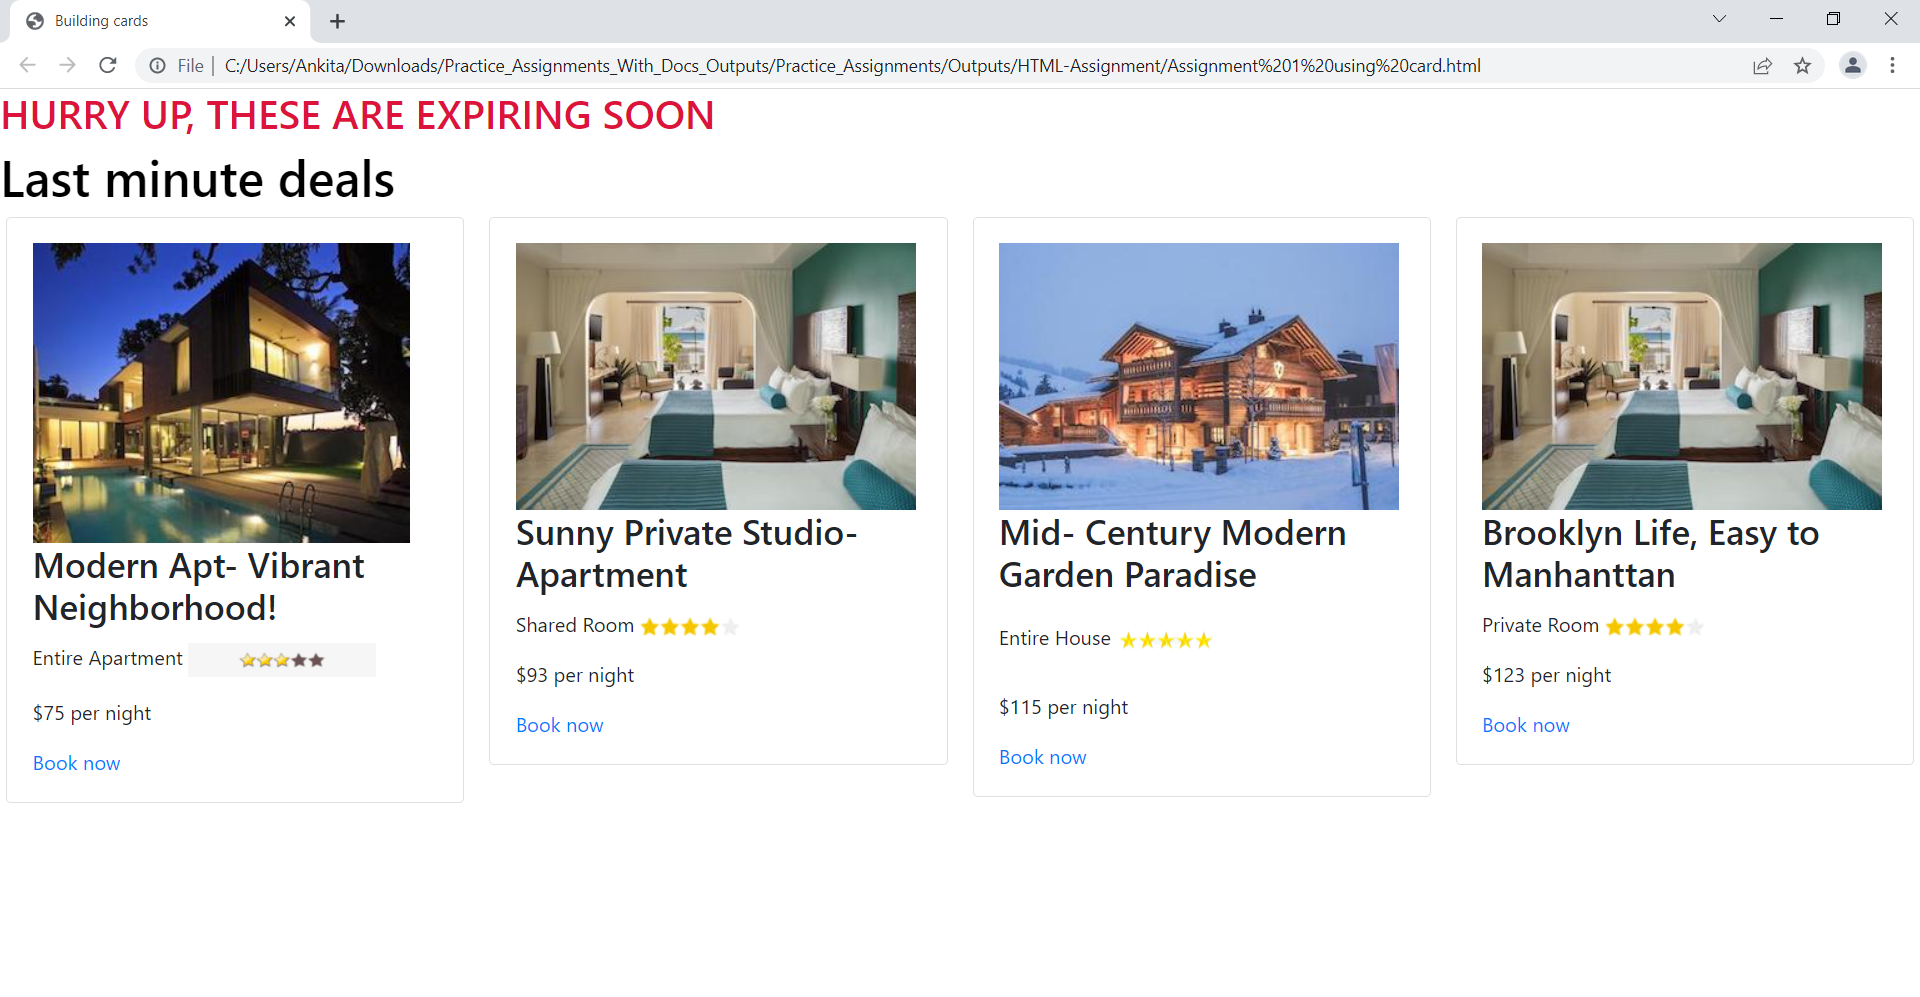 Building cards
File | C:/Users/Ankita/Downloads/Practice_Assignments_With_Docs_Outputs/Practice_Assignments/Outputs/HTML-Assignment/Assignment%201%20using%20card.html
HURRY UP, THESE ARE EXPIRING SOON
Last minute deals
Modern Apt- Vibrant
Neighborhood!
Entire Apartment
$75 per night
Book now
Sunny Private Studio-
Apartment
Shared Room
$93 per night
Book now
Mid- Century Modern
Garden Paradise
Entire House
$115 per night
Book now
Brooklyn Life, Easy to
Manhanttan
Private Room
$123 per night
Book now